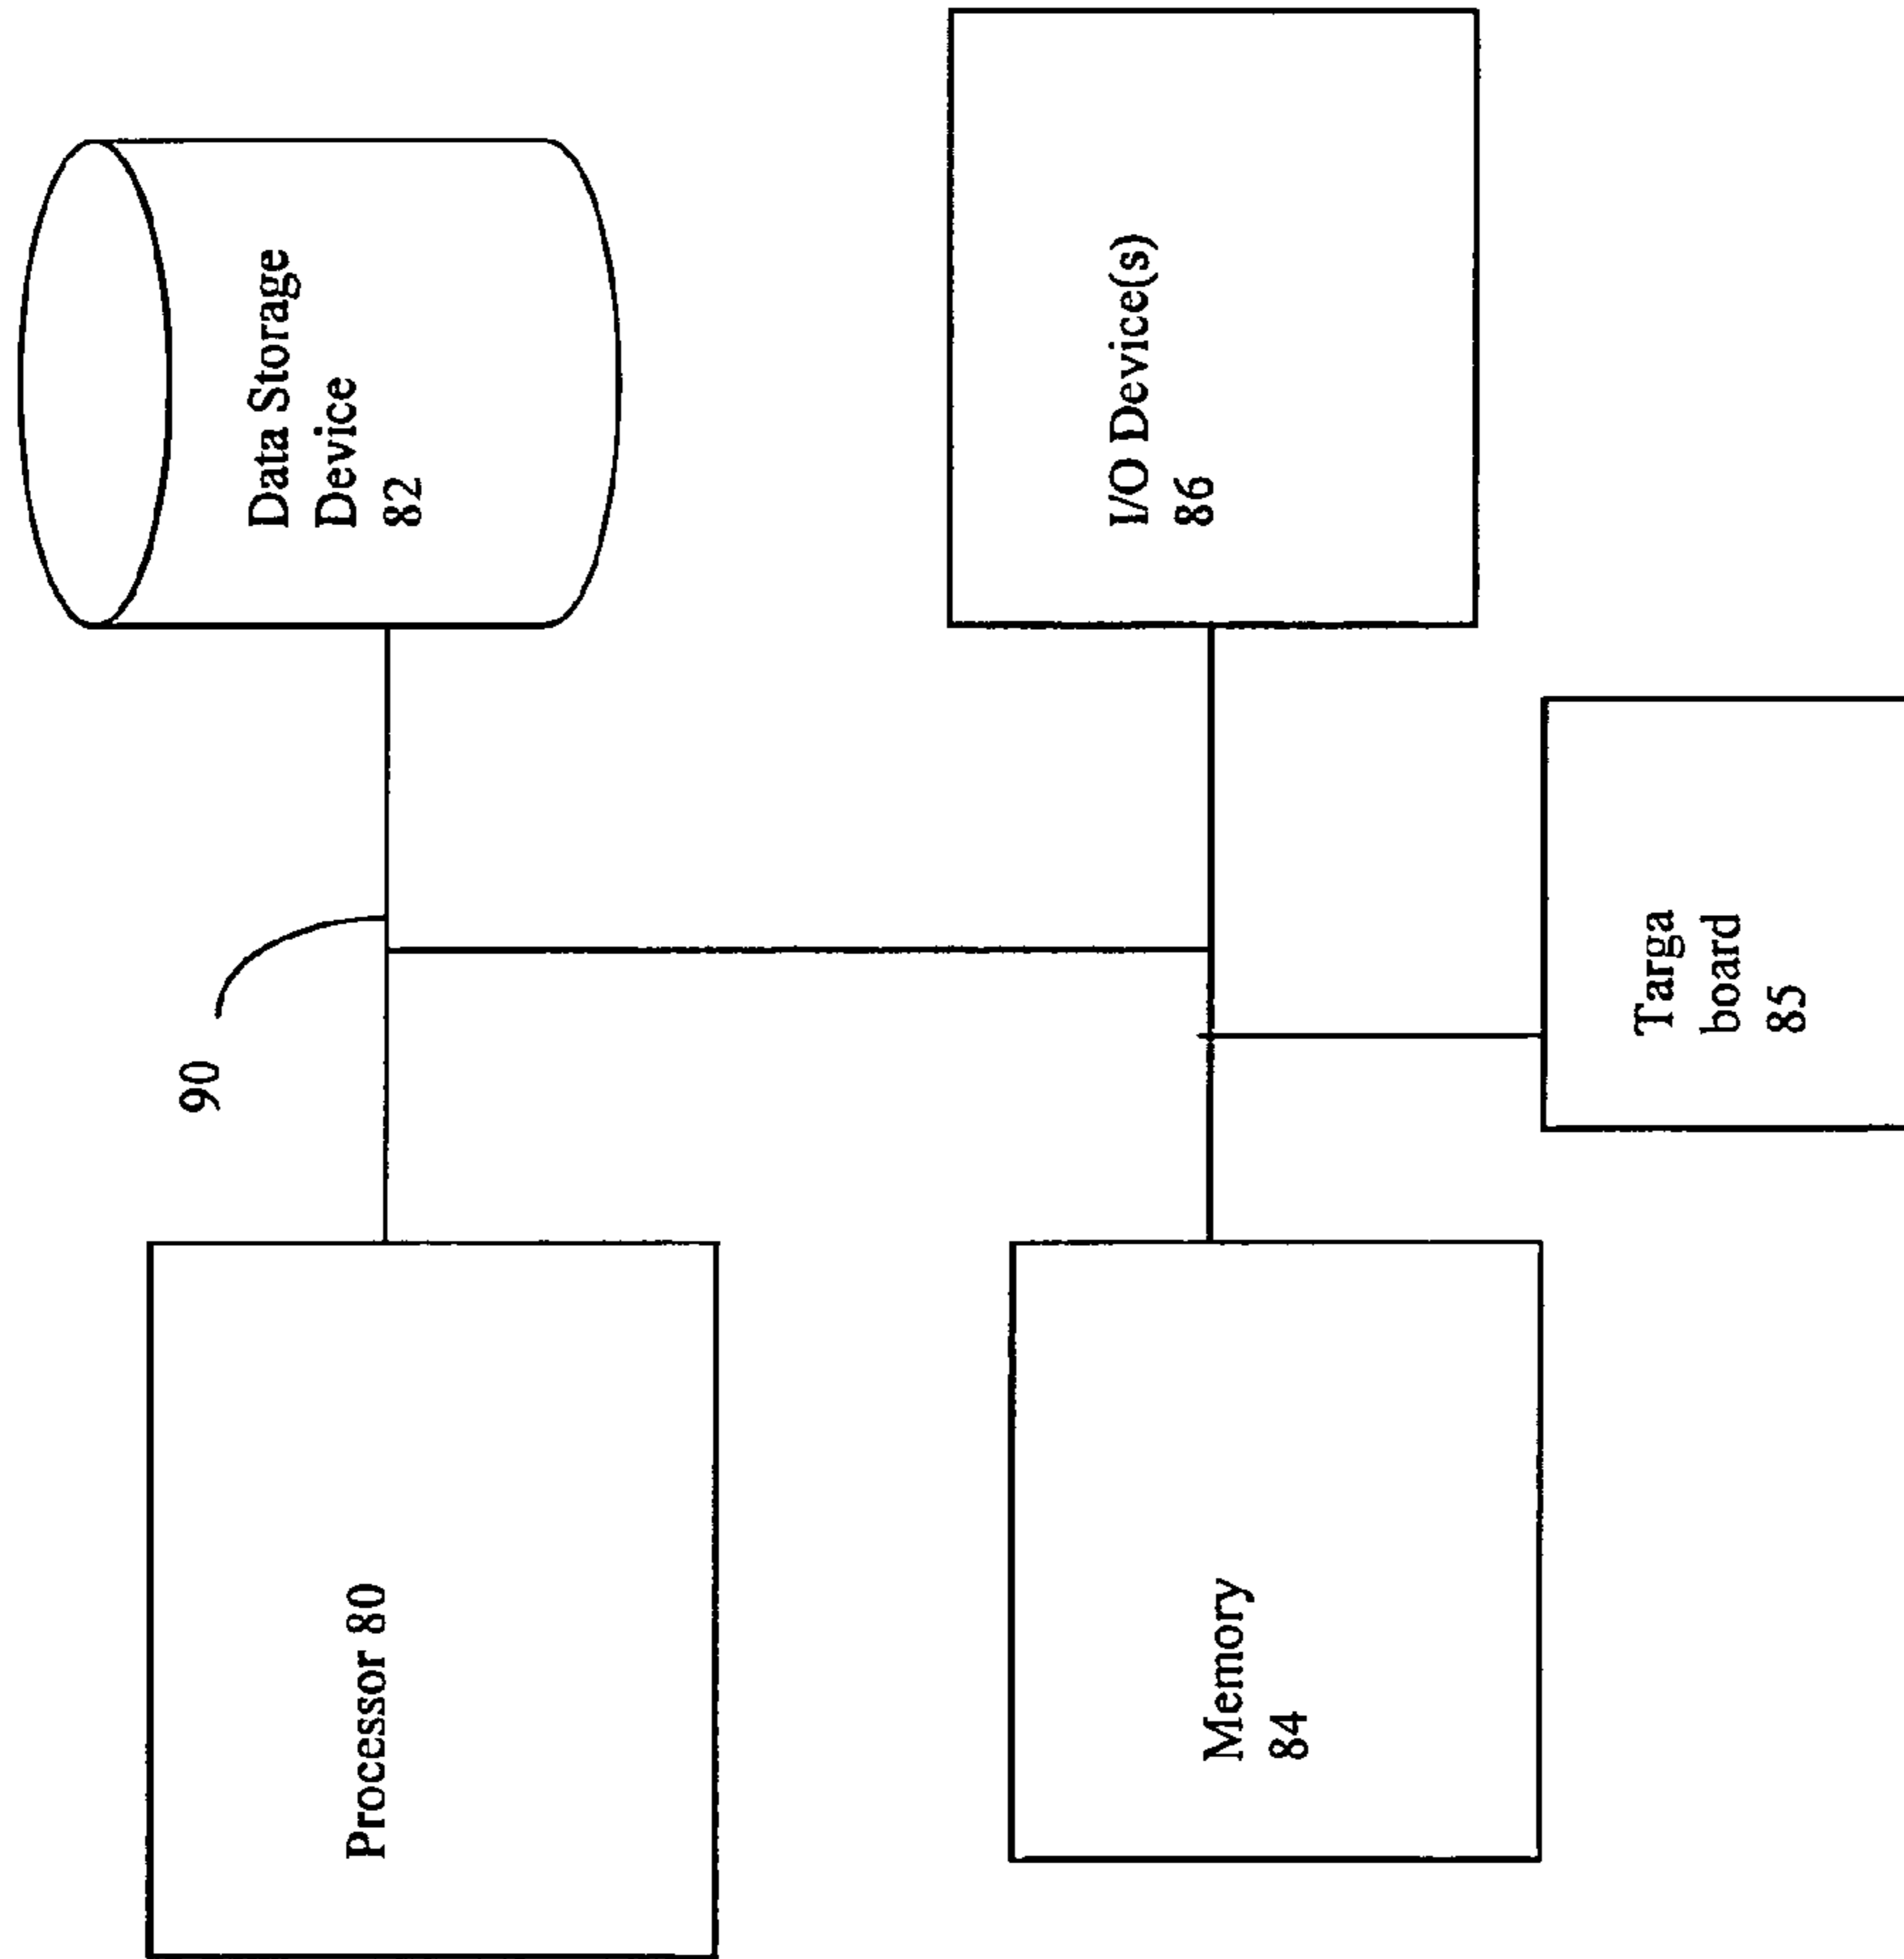 Processor 80
90
Data Storage
Device
82
Memory
84
I/O Device(s)
86
Targa
board
85